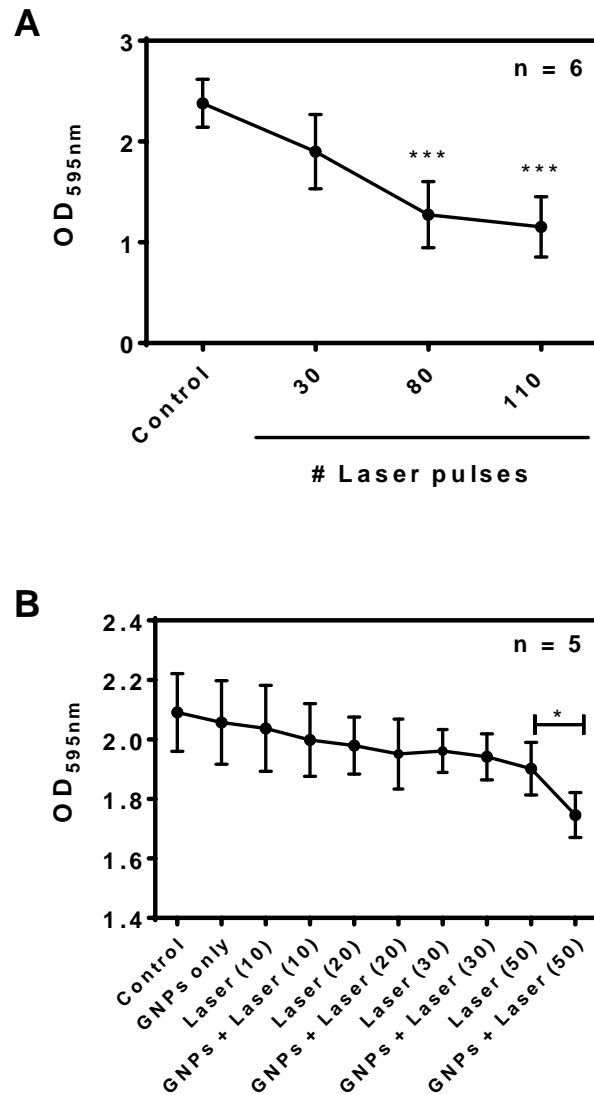 A
3
n = 6
2
*** ***
1
0
OD595nm
Control 30 80 110
# Laser pulses
B
2.4
n = 5
2.2
*
2.0
1.8
1.6
1.4
OD595nm
Control
GNPs only
Laser (10)
GNPs + Laser (10)
Laser (20)
GNPs + Laser (20)
Laser (30)
GNPs + Laser (30)
Laser (50)
GNPs + Laser (50)